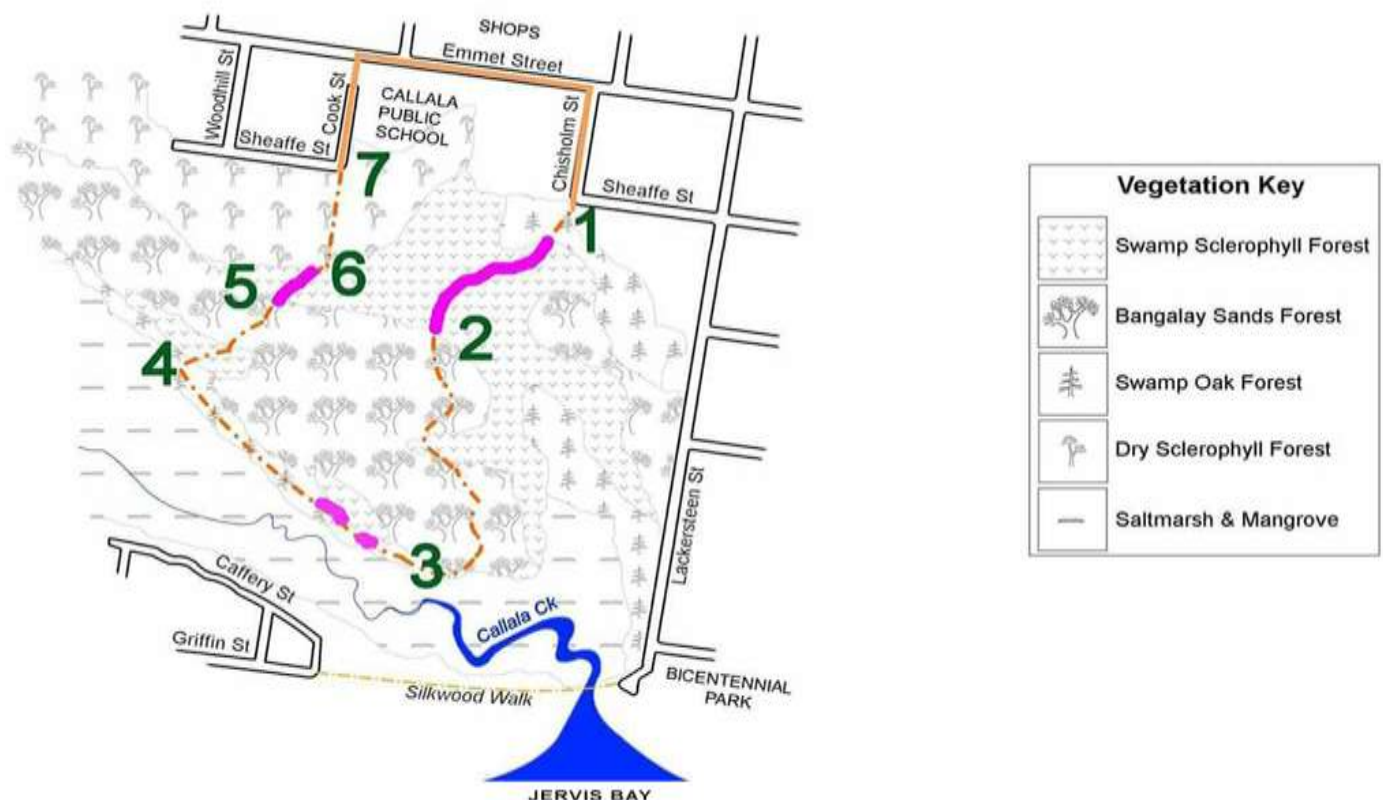 SHOPS
Emmet Street
Woodhill St
Cook St
CALLALA
PUBLIC
SCHOOL
Sheaffe St
Chisholm St
Sheaffe St
7
1
5
6
2
4
3
Lackersteen St
Caffery St
Griffin St
Callala Ck
Silkwood Walk
BICENTENNIAL
PARK
JERVIS BAY
Vegetation Key
Swamp Sclerophyll Forest
Bangalay Sands Forest
Swamp Oak Forest
Dry Sclerophyll Forest
Saltmarsh & Mangrove